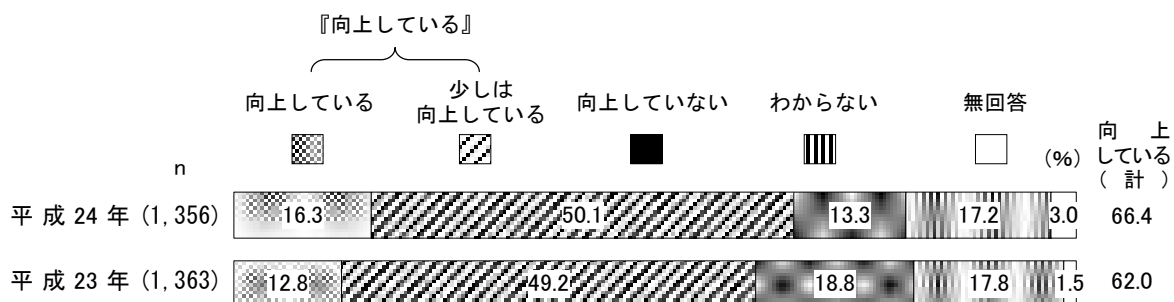 『向上している』
向上している
少しは
向上している
向上していない
わからない
無回答
n
(%)
向上
している
(計)
平成24年 (1,356) 16.3 50.1 13.3 17.2 3.0 66.4
平成23年 (1,363) 12.8 49.2 18.8 17.8 1.5 62.0